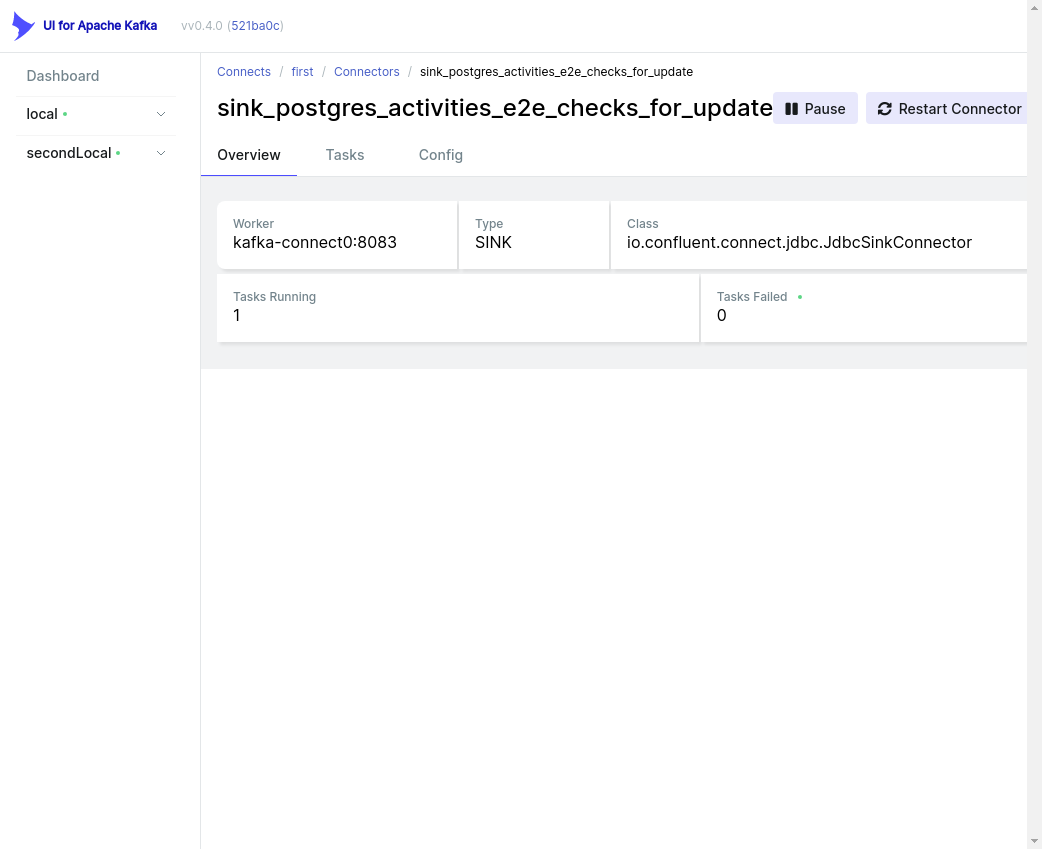 UI for Apache Kafka vv0.4.0 (521ba0c)
Dashboard
local
secondLocal
Connects / first / Connectors / sink_postgres_activities_e2e_checks_for_update
sink_postgres_activities_e2e_checks_for_update Pause Restart Connector
Overview Tasks Config
Worker Type Class
kafka-connect0:8083 SINK io.confluent.connect.jdbc.JdbcSinkConnector
Tasks Running Tasks Failed
1 0